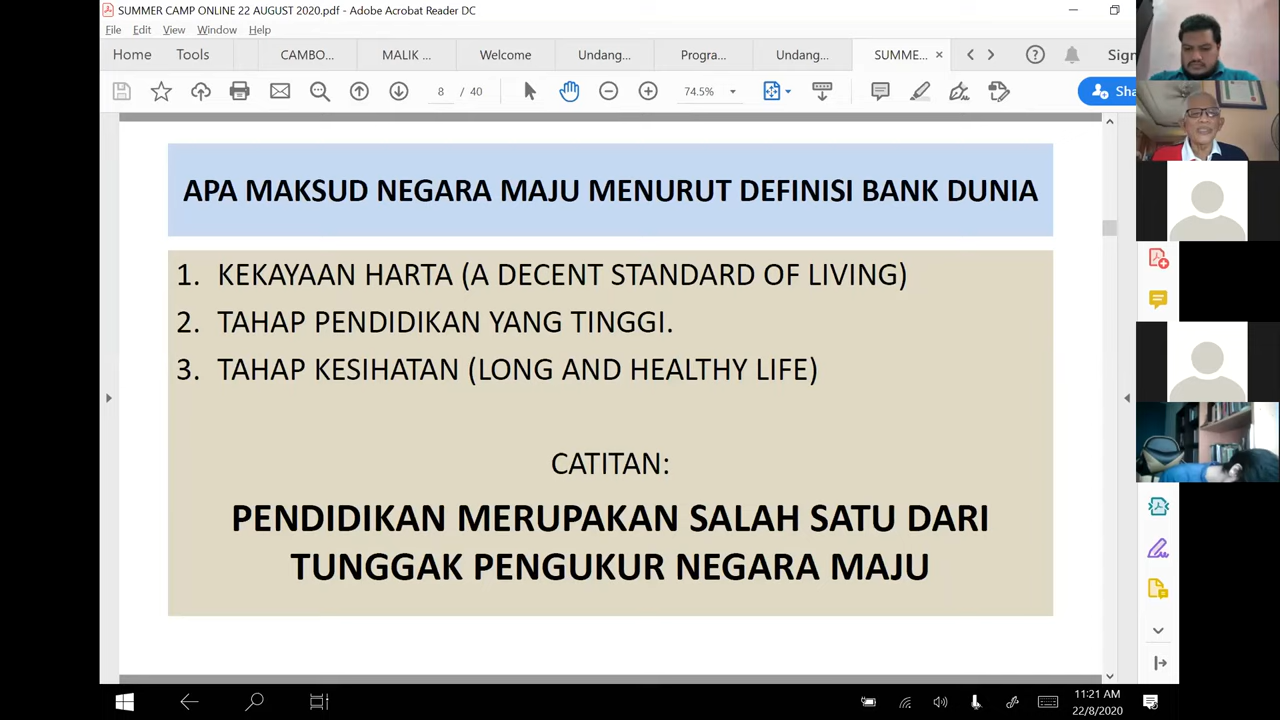 SUMMER CAMP ONLINE 22 AUGUST 2020.pdf - Adobe Acrobat Reader DC
File Edit View Window Help
Home Tools CAMBO... MALIK ... Welcome Undang... Progra... Undang... SUMME... × Sign
8 / 40 74.5% Sha
APA MAKSUD NEGARA MAJU MENURUT DEFINISI BANK DUNIA
1. KEKAYAAN HARTA (A DECENT STANDARD OF LIVING)
2. TAHAP PENDIDIKAN YANG TINGGI.
3. TAHAP KESIHATAN (LONG AND HEALTHY LIFE)
CATITAN:
PENDIDIKAN MERUPAKAN SALAH SATU DARI
TUNGGAK PENGUKUR NEGARA MAJU
11:21 AM
22/8/2020